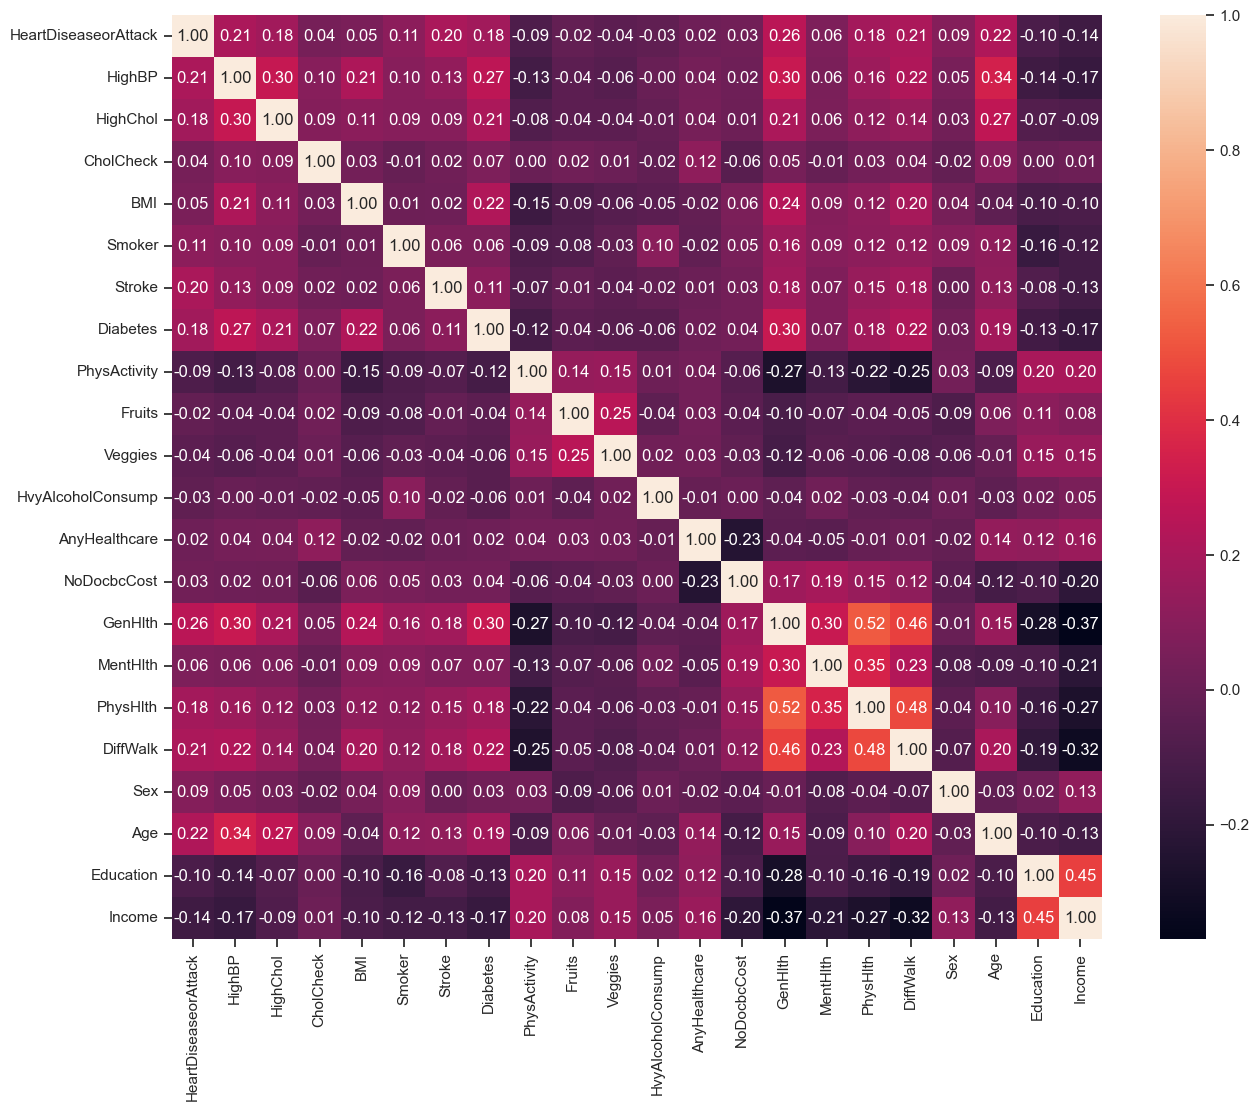 HeartDiseaseorAttack 1.00 0.21 0.18 0.04 0.05 0.11 0.20 0.18 -0.09 -0.02 -0.04 -0.03 0.02 0.03 0.26 0.06 0.18 0.21 0.09 0.22 -0.10 -0.14
HighBP 0.21 1.00 0.30 0.10 0.21 0.10 0.13 0.27 -0.13 -0.04 -0.06 -0.00 0.04 0.02 0.30 0.06 0.16 0.22 0.05 0.34 -0.14 -0.17
HighChol 0.18 0.30 1.00 0.09 0.11 0.09 0.09 0.21 -0.08 -0.04 -0.04 -0.01 0.04 0.01 0.21 0.06 0.12 0.14 0.03 0.27 -0.07 -0.09
CholCheck 0.04 0.10 0.09 1.00 0.03 -0.01 0.02 0.07 0.00 0.02 0.01 -0.02 0.12 -0.06 0.05 -0.01 0.03 0.04 -0.02 0.09 0.00 0.01
BMI 0.05 0.21 0.11 0.03 1.00 0.01 0.02 0.22 -0.15 -0.09 -0.06 -0.05 -0.02 0.06 0.24 0.09 0.12 0.20 0.04 -0.04 -0.10 -0.10
Smoker 0.11 0.10 0.09 -0.01 0.01 1.00 0.06 0.06 -0.09 -0.08 -0.03 0.10 -0.02 0.05 0.16 0.09 0.12 0.12 0.09 0.12 -0.16 -0.12
Stroke 0.20 0.13 0.09 0.02 0.02 0.06 1.00 0.11 -0.07 -0.01 -0.04 -0.02 0.01 0.03 0.18 0.07 0.15 0.18 0.00 0.13 -0.08 -0.13
Diabetes 0.18 0.27 0.21 0.07 0.22 0.06 0.11 1.00 -0.12 -0.04 -0.06 -0.06 0.02 0.04 0.30 0.07 0.18 0.22 0.03 0.19 -0.13 -0.17
PhysActivity -0.09 -0.13 -0.08 0.00 -0.15 -0.09 -0.07 -0.12 1.00 0.14 0.15 0.01 0.04 -0.06 -0.27 -0.13 -0.22 -0.25 0.03 -0.09 0.20 0.20
Fruits -0.02 -0.04 -0.04 0.02 -0.09 -0.08 -0.01 -0.04 0.14 1.00 0.25 -0.04 0.03 -0.04 -0.10 -0.07 -0.04 -0.05 -0.09 0.06 0.11 0.08
Veggies -0.04 -0.06 -0.04 0.01 -0.06 -0.03 -0.04 -0.06 0.15 0.25 1.00 0.02 0.03 -0.03 -0.12 -0.06 -0.06 -0.08 -0.06 -0.01 0.15 0.15
HvyAlcoholConsump -0.03 -0.00 -0.01 -0.02 -0.05 0.10 -0.02 -0.06 0.01 -0.04 0.02 1.00 -0.01 0.00 -0.04 0.02 -0.03 -0.04 0.01 -0.03 0.02 0.05
AnyHealthcare 0.02 0.04 0.04 0.12 -0.02 -0.02 0.01 0.02 0.04 0.03 0.03 -0.01 1.00 -0.23 -0.04 -0.05 -0.01 0.01 -0.02 0.14 0.12 0.16
NoDocbcCost 0.03 0.02 0.01 -0.06 0.06 0.05 0.03 0.04 -0.06 -0.04 -0.03 0.00 -0.23 1.00 0.17 0.19 0.15 0.12 -0.04 -0.12 -0.10 -0.20
GenHlth 0.26 0.30 0.21 0.05 0.24 0.16 0.18 0.30 -0.27 -0.10 -0.12 -0.04 -0.04 0.17 1.00 0.30 0.52 0.46 -0.01 0.15 -0.28 -0.37
MentHlth 0.06 0.06 0.06 -0.01 0.09 0.09 0.07 0.07 -0.13 -0.07 -0.06 0.02 -0.05 0.19 0.30 1.00 0.35 0.23 -0.08 -0.09 -0.10 -0.21
PhysHlth 0.18 0.16 0.12 0.03 0.12 0.12 0.15 0.18 -0.22 -0.04 -0.06 -0.03 -0.01 0.15 0.52 0.35 1.00 0.48 -0.04 0.10 -0.16 -0.27
DiffWalk 0.21 0.22 0.14 0.04 0.20 0.12 0.18 0.22 -0.25 -0.05 -0.08 -0.04 0.01 0.12 0.46 0.23 0.48 1.00 -0.07 0.20 -0.19 -0.32
Sex 0.09 0.05 0.03 -0.02 0.04 0.09 0.00 0.03 0.03 -0.09 -0.06 0.01 -0.02 -0.04 -0.01 -0.08 -0.04 -0.07 1.00 -0.03 0.02 0.13
Age 0.22 0.34 0.27 0.09 -0.04 0.12 0.13 0.19 -0.09 0.06 -0.01 -0.03 0.14 -0.12 0.15 -0.09 0.10 0.20 -0.03 1.00 -0.10 -0.13
Education -0.10 -0.14 -0.07 0.00 -0.10 -0.16 -0.08 -0.13 0.20 0.11 0.15 0.02 0.12 -0.10 -0.28 -0.10 -0.16 -0.19 0.02 -0.10 1.00 0.45
Income -0.14 -0.17 -0.09 0.01 -0.10 -0.12 -0.13 -0.17 0.20 0.08 0.15 0.05 0.16 -0.20 -0.37 -0.21 -0.27 -0.32 0.13 -0.13 0.45 1.00
HeartDiseaseorAttack
HighBP
HighChol
CholCheck
BMI
Smoker
Stroke
Diabetes
PhysActivity
Fruits
Veggies
HvyAlcoholConsump
AnyHealthcare
NoDocbcCost
GenHlth
MentHlth
PhysHlth
DiffWalk
Sex
Age
Education
Income
1.0
0.8
0.6
0.4
0.2
0.0
−0.2